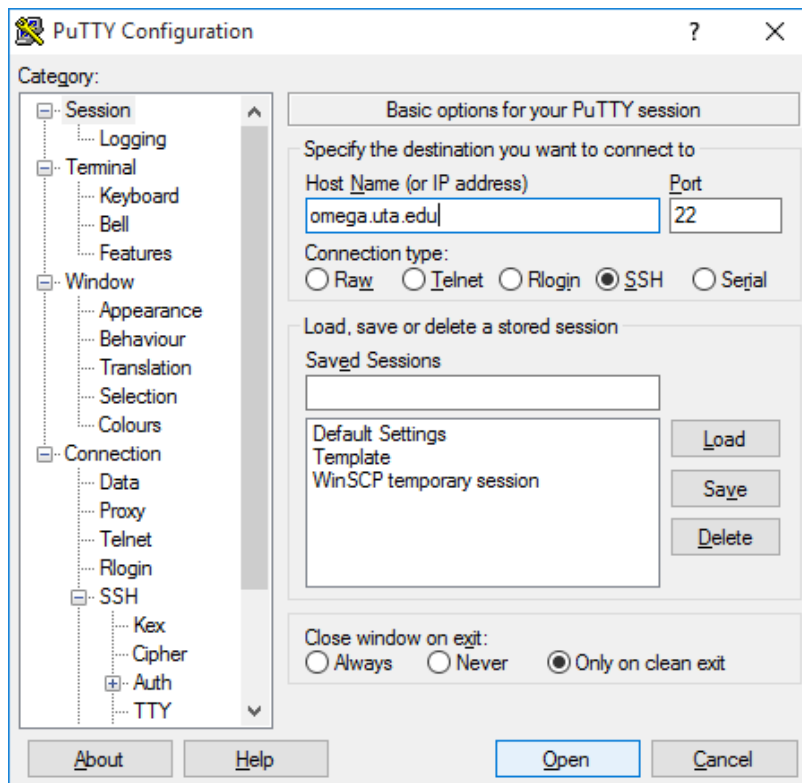 PuTTY Configuration
?
Category:
Session
Logging
Terminal
Keyboard
Bell
Features
Window
Appearance
Behaviour
Translation
Selection
Colours
Connection
Data
Proxy
Telnet
Rlogin
SSH
Kex
Cipher
Auth
TTY
Basic options for your PuTTY session
Specify the destination you want to connect to
Host Name (or IP address) Port
omega.uta.edu 22
Connection type:
Raw Telnet Rlogin SSH Serial
Load, save or delete a stored session
Saved Sessions
Default Settings
Template
WinSCP temporary session
Load
Save
Delete
Close window on exit:
Always Never Only on clean exit
About Help Open Cancel